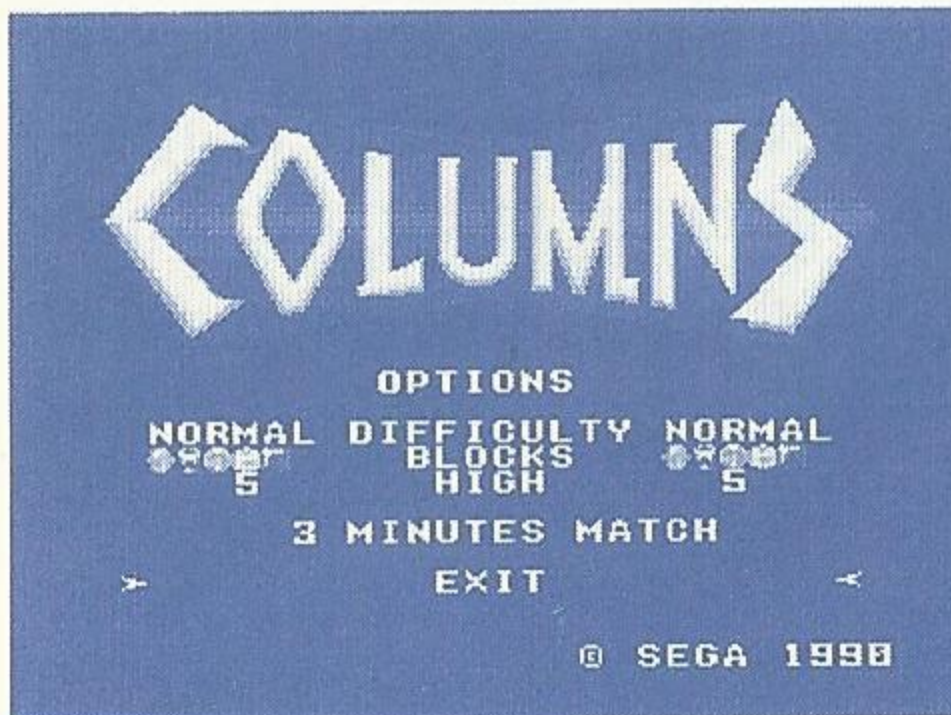 COLUMNS
OPTIONS
NORMAL DIFFICULTY NORMAL
BLOCKS
5 HIGH 5
3 MINUTES MATCH
EXIT
© SEGA 1990